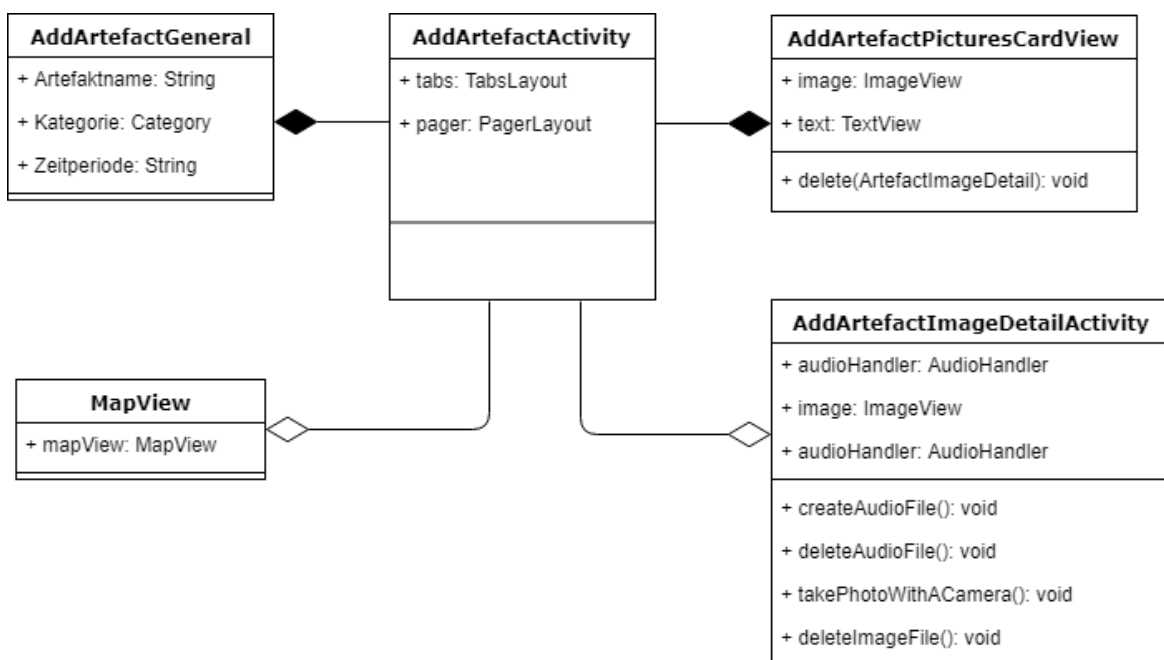 AddArtefactGeneral
+ Artefaktname: String
+ Kategorie: Category
+ Zeitperiode: String
AddArtefactActivity
+ tabs: TabsLayout
+ pager: PagerLayout
AddArtefactPicturesCardView
+ image: ImageView
+ text: TextView
+ delete(ArtefactImageDetail): void
MapView
+ mapView: MapView
AddArtefactImageDetailActivity
+ audioHandler: AudioHandler
+ image: ImageView
+ audioHandler: AudioHandler
+ createAudioFile(): void
+ deleteAudioFile(): void
+ takePhotoWithACamera(): void
+ deleteImageFile(): void